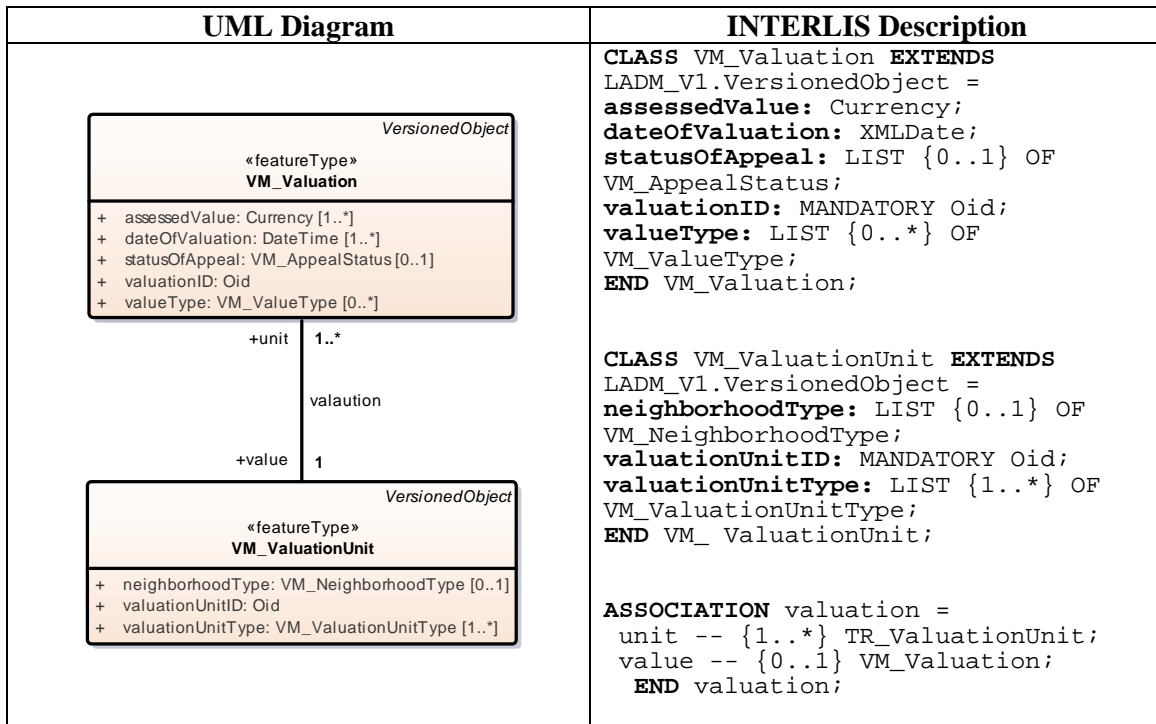 UML Diagram
VersionedObject
«featureType»
VM_Valuation
+ assessedValue: Currency [1..*]
+ dateOfValuation: DateTime [1..*]
+ statusOfAppeal: VM_AppealStatus [0..1]
+ valuationID: Oid
+ valueType: VM_ValueType [0..*]
+unit 1..*
valaution
+value 1
VersionedObject
«featureType»
VM_ValuationUnit
+ neighborhoodType: VM_NeighborhoodType [0..1]
+ valuationUnitID: Oid
+ valuationUnitType: VM_ValuationUnitType [1..*]
INTERLIS Description
CLASS VM_Valuation EXTENDS
LADM_V1.VersionedObject =
assessedValue: Currency;
dateOfValuation: XMLDate;
statusOfAppeal: LIST {0..1} OF
VM_AppealStatus;
valuationID: MANDATORY Oid;
valueType: LIST {0..*} OF
VM_ValueType;
END VM_Valuation;
CLASS VM_ValuationUnit EXTENDS
LADM_V1.VersionedObject =
neighborhoodType: LIST {0..1} OF
VM_NeighborhoodType;
valuationUnitID: MANDATORY Oid;
valuationUnitType: LIST {1..*} OF
VM_ValuationUnitType;
END VM_ ValuationUnit;
ASSOCIATION valuation =
unit -- {1..*} TR_ValuationUnit;
value -- {0..1} VM_Valuation;
END valuation;